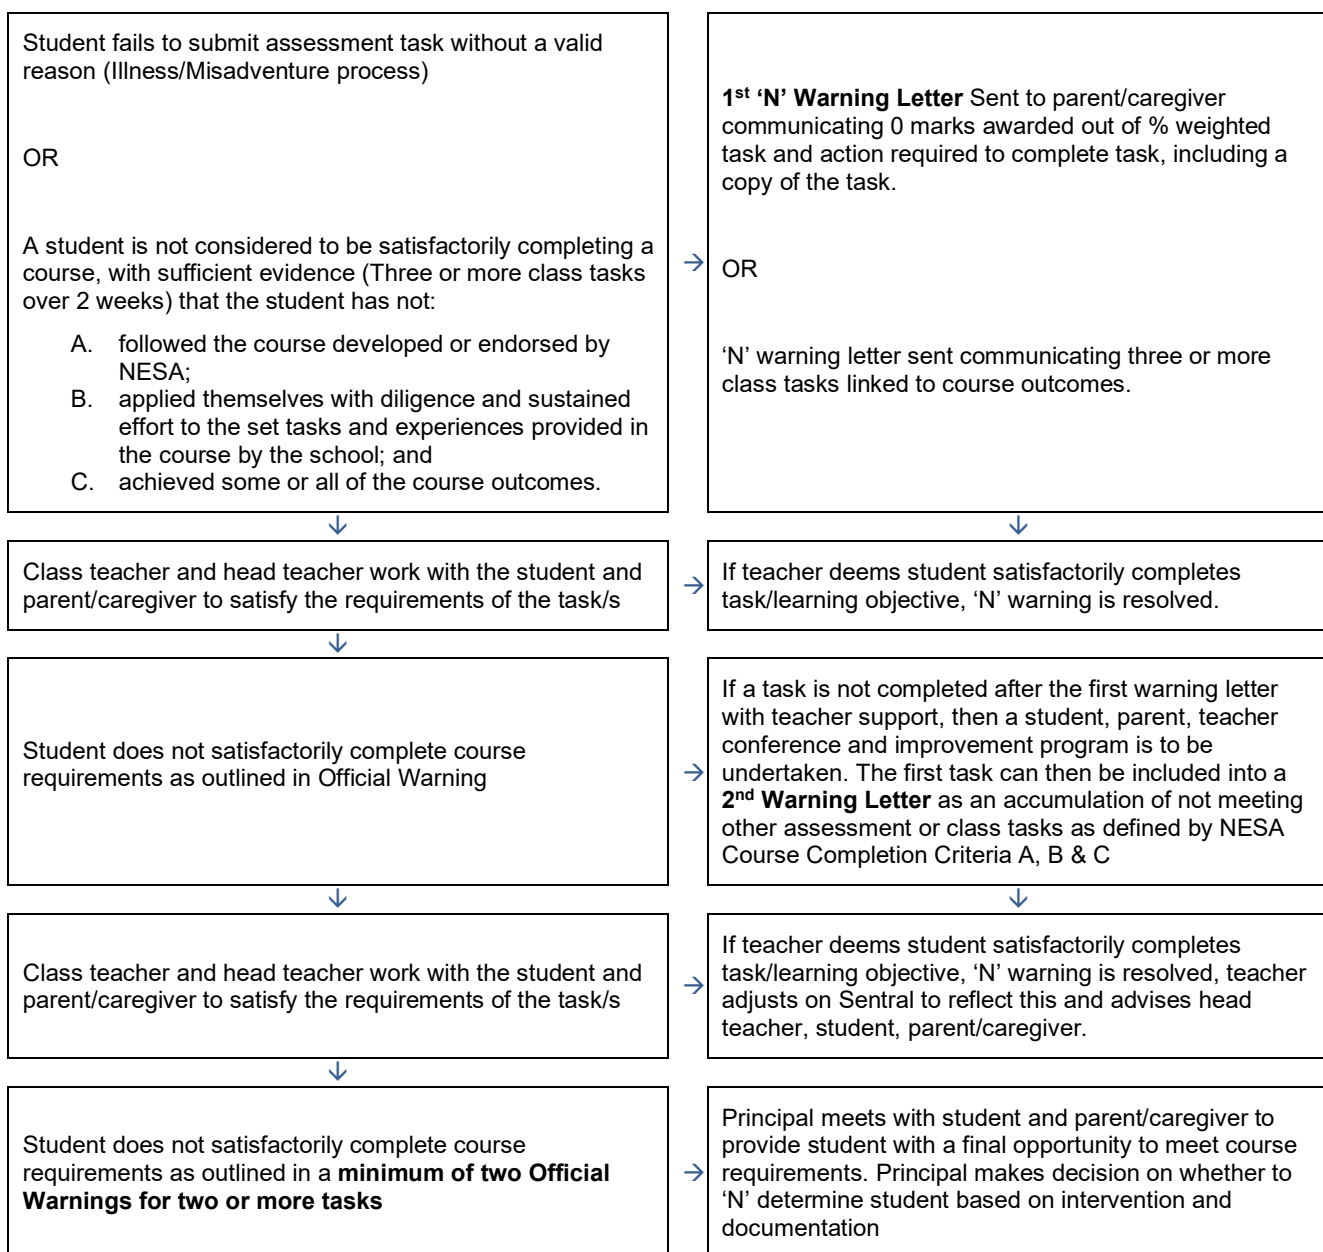 Student fails to submit assessment task without a valid
reason (Illness/Misadventure process)
OR
A student is not considered to be satisfactorily completing a
course, with sufficient evidence (Three or more class tasks
over 2 weeks) that the student has not:
A. followed the course developed or endorsed by
NESA;
B. applied themselves with diligence and sustained
effort to the set tasks and experiences provided in
the course by the school; and
C. achieved some or all of the course outcomes.
→
1st ‘N’ Warning Letter Sent to parent/caregiver
communicating 0 marks awarded out of % weighted
task and action required to complete task, including a
copy of the task.
OR
‘N’ warning letter sent communicating three or more
class tasks linked to course outcomes.
↓
↓
Class teacher and head teacher work with the student and
parent/caregiver to satisfy the requirements of the task/s
→
If teacher deems student satisfactorily completes
task/learning objective, ‘N’ warning is resolved.
↓
Student does not satisfactorily complete course
requirements as outlined in Official Warning
→
If a task is not completed after the first warning letter
with teacher support, then a student, parent, teacher
conference and improvement program is to be
undertaken. The first task can then be included into a
2nd Warning Letter as an accumulation of not meeting
other assessment or class tasks as defined by NESA
Course Completion Criteria A, B & C
↓
↓
Class teacher and head teacher work with the student and
parent/caregiver to satisfy the requirements of the task/s
→
If teacher deems student satisfactorily completes
task/learning objective, ‘N’ warning is resolved, teacher
adjusts on Sentral to reflect this and advises head
teacher, student, parent/caregiver.
↓
Student does not satisfactorily complete course
requirements as outlined in a minimum of two Official
Warnings for two or more tasks
→
Principal meets with student and parent/caregiver to
provide student with a final opportunity to meet course
requirements. Principal makes decision on whether to
‘N’ determine student based on intervention and
documentation